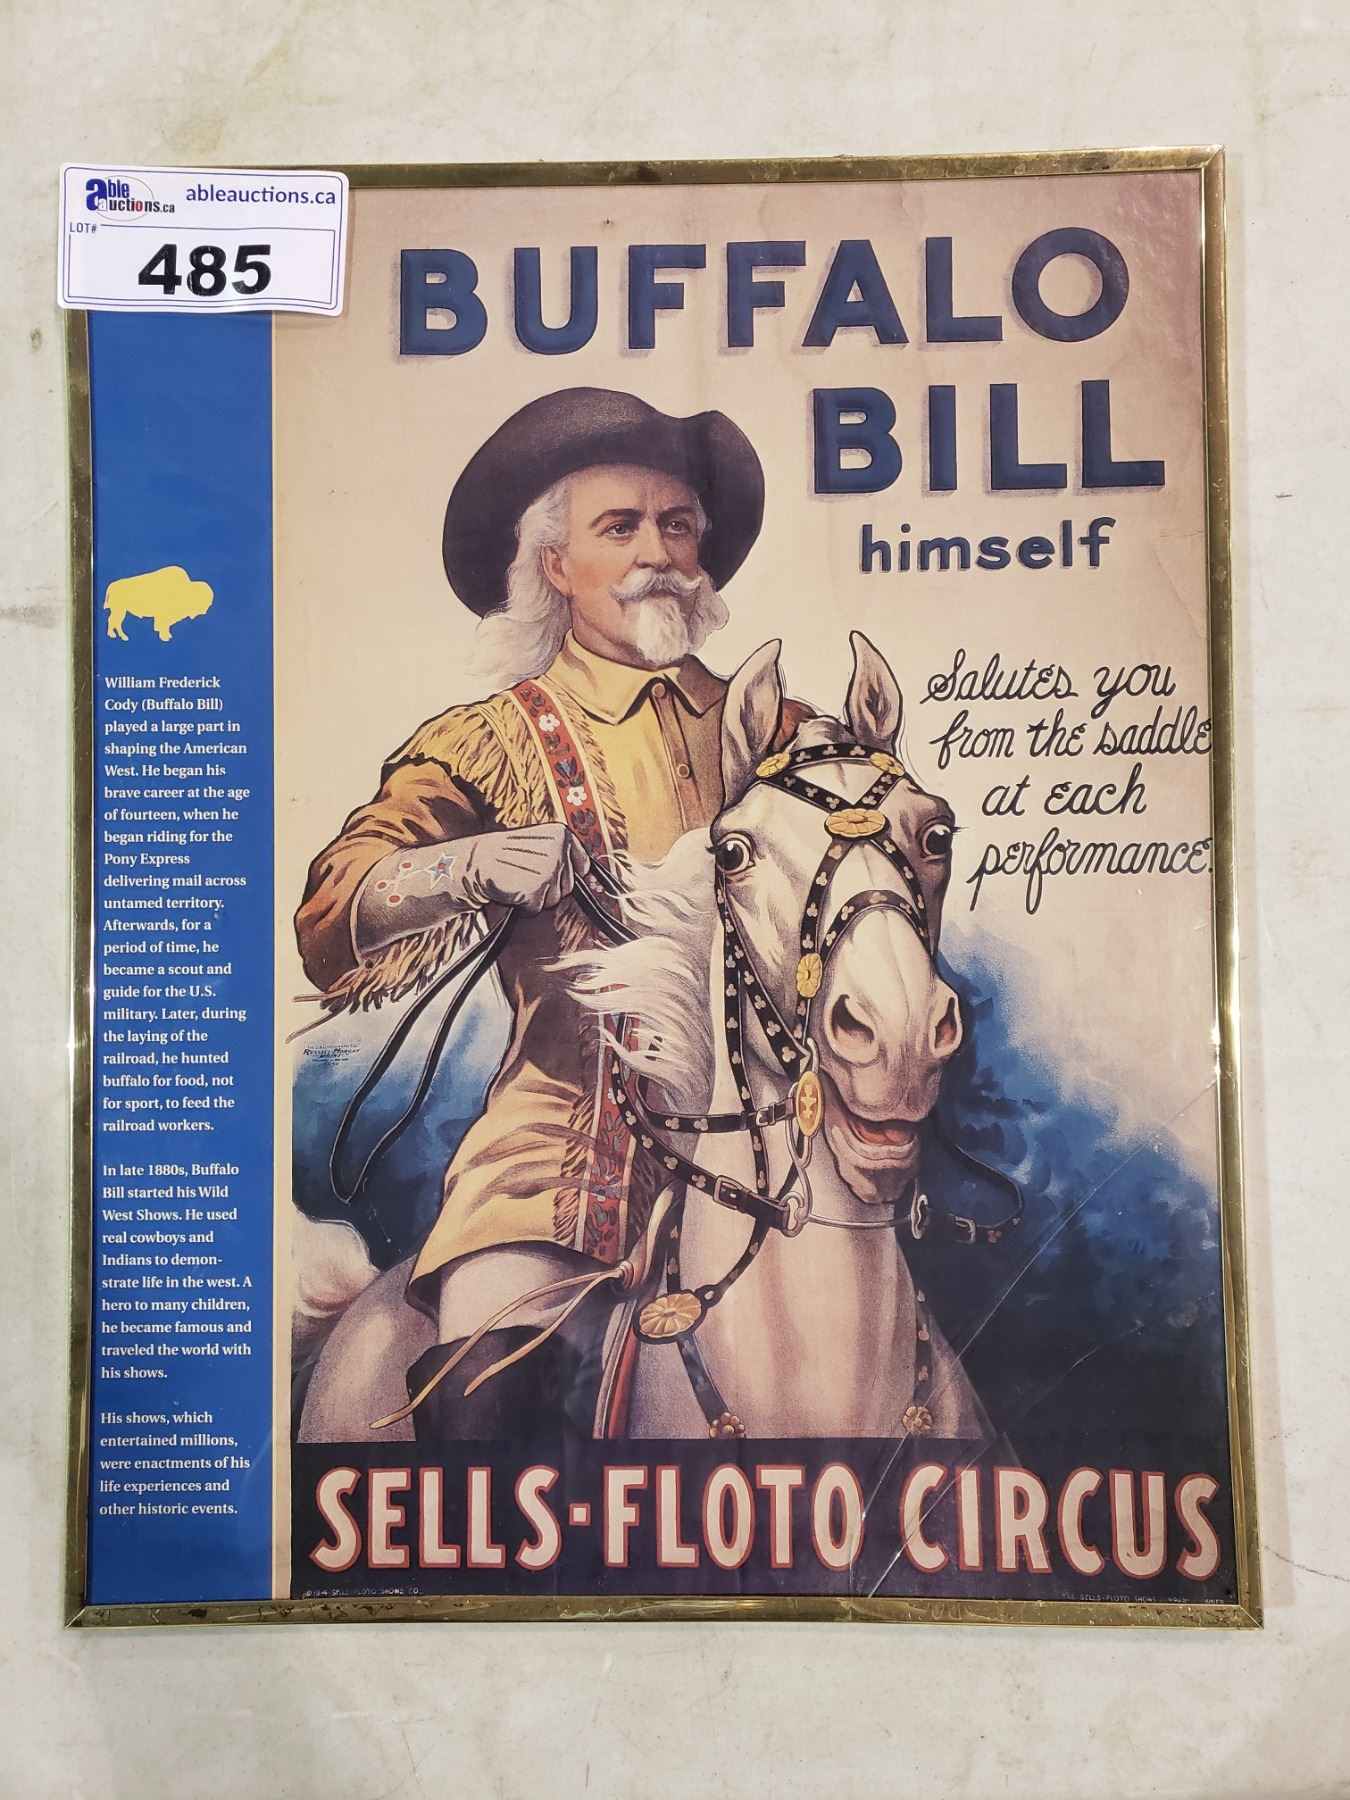 able auctions.ca
ableauctions.ca
LOT#
485
BUFFALO
BILL
himself
Salutes you
from the saddle
at each
performance.
William Frederick
Cody (Buffalo Bill)
played a large part in
shaping the American
West. He began his
brave career at the age
of fourteen, when he
began riding for the
Pony Express
delivering mail across
untamed territory.
Afterwards, for a
period of time, he
became a scout and
guide for the U.S.
military. Later, during
the laying of the
railroad, he hunted
buffalo for food, not
for sport, to feed the
railroad workers.
In late 1880s, Buffalo
Bill started his Wild
West Shows. He used
real cowboys and
Indians to demon-
strate life in the west. A
hero to many children,
he became famous and
traveled the world with
his shows.
His shows, which
entertained millions,
were enactments of his
life experiences and
other historic events.
SELLS-FLOTO CIRCUS
SELLS-FLOTO SHOWS CO.
SELLS-FLOTO SHOWS